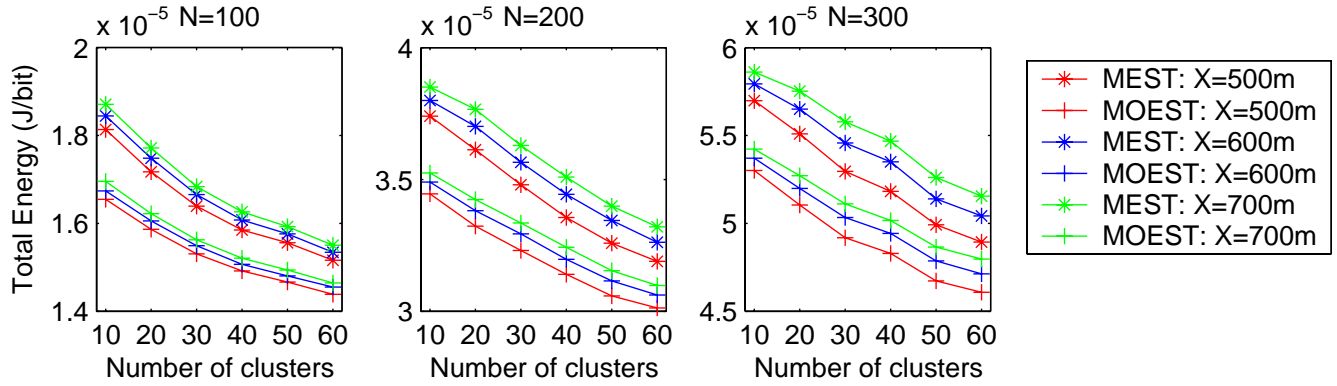 x 10⁻⁵ N=100
x 10⁻⁵ N=200
x 10⁻⁵ N=300
Total Energy (J/bit)
2
1.8
1.6
1.4
10 20 30 40 50 60
Number of clusters
4
3.5
3
10 20 30 40 50 60
Number of clusters
6
5.5
5
4.5
10 20 30 40 50 60
Number of clusters
MEST: X=500m
MOEST: X=500m
MEST: X=600m
MOEST: X=600m
MEST: X=700m
MOEST: X=700m